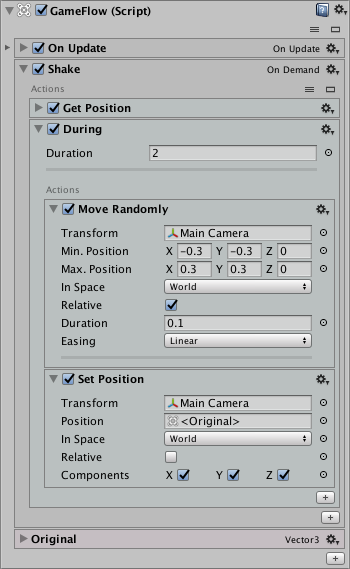 GameFlow (Script)
On Update On Update
Shake On Demand
Actions
Get Position
During
Duration 2
Actions
Move Randomly
Transform Main Camera
Min. Position X -0.3 Y -0.3 Z 0
Max. Position X 0.3 Y 0.3 Z 0
In Space World
Relative
Duration 0.1
Easing Linear
Set Position
Transform Main Camera
Position <Original>
In Space World
Relative
Components X Y Z
Original Vector3